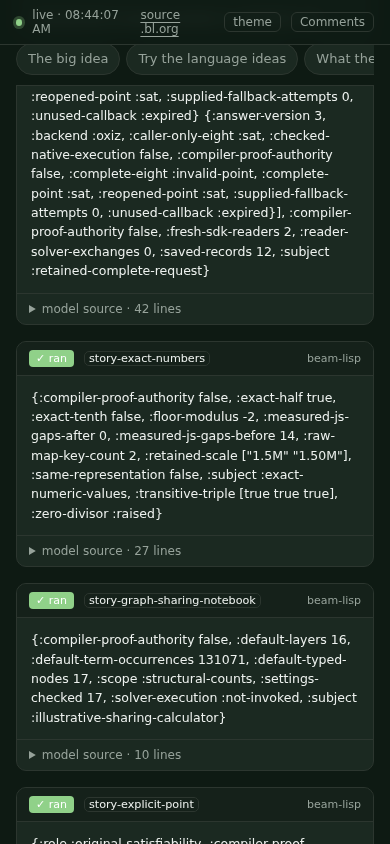 live · 08:44:07 AM
source .bl.org
theme
Comments
The big idea
Try the language ideas
What the
:reopened-point :sat, :supplied-fallback-attempts 0,
:unused-callback :expired} {:answer-version 3,
:backend :oxiz, :caller-only-eight :sat, :checked-
native-execution false, :compiler-proof-authority
false, :complete-eight :invalid-point, :complete-
point :sat, :reopened-point :sat, :supplied-fallback-
attempts 0, :unused-callback :expired}], :compiler-
proof-authority false, :fresh-sdk-readers 2, :reader-
solver-exchanges 0, :saved-records 12, :subject
:retained-complete-request}
▶ model source · 42 lines
✓ ran story-exact-numbers beam-lisp
{:compiler-proof-authority false, :exact-half true,
:exact-tenth false, :floor-modulus -2, :measured-js-
gaps-after 0, :measured-js-gaps-before 14, :raw-
map-key-count 2, :retained-scale ["1.5M" "1.50M"],
:same-representation false, :subject :exact-
numeric-values, :transitive-triple [true true true],
:zero-divisor :raised}
▶ model source · 27 lines
✓ ran story-graph-sharing-notebook beam-lisp
{:compiler-proof-authority false, :default-layers 16,
:default-term-occurrences 131071, :default-typed-
nodes 17, :scope :structural-counts, :settings-
checked 17, :solver-execution :not-invoked, :subject
:illustrative-sharing-calculator}
▶ model source · 10 lines
✓ ran story-explicit-point beam-lisp
{:role :original-satisfiability, :compiler-proof-